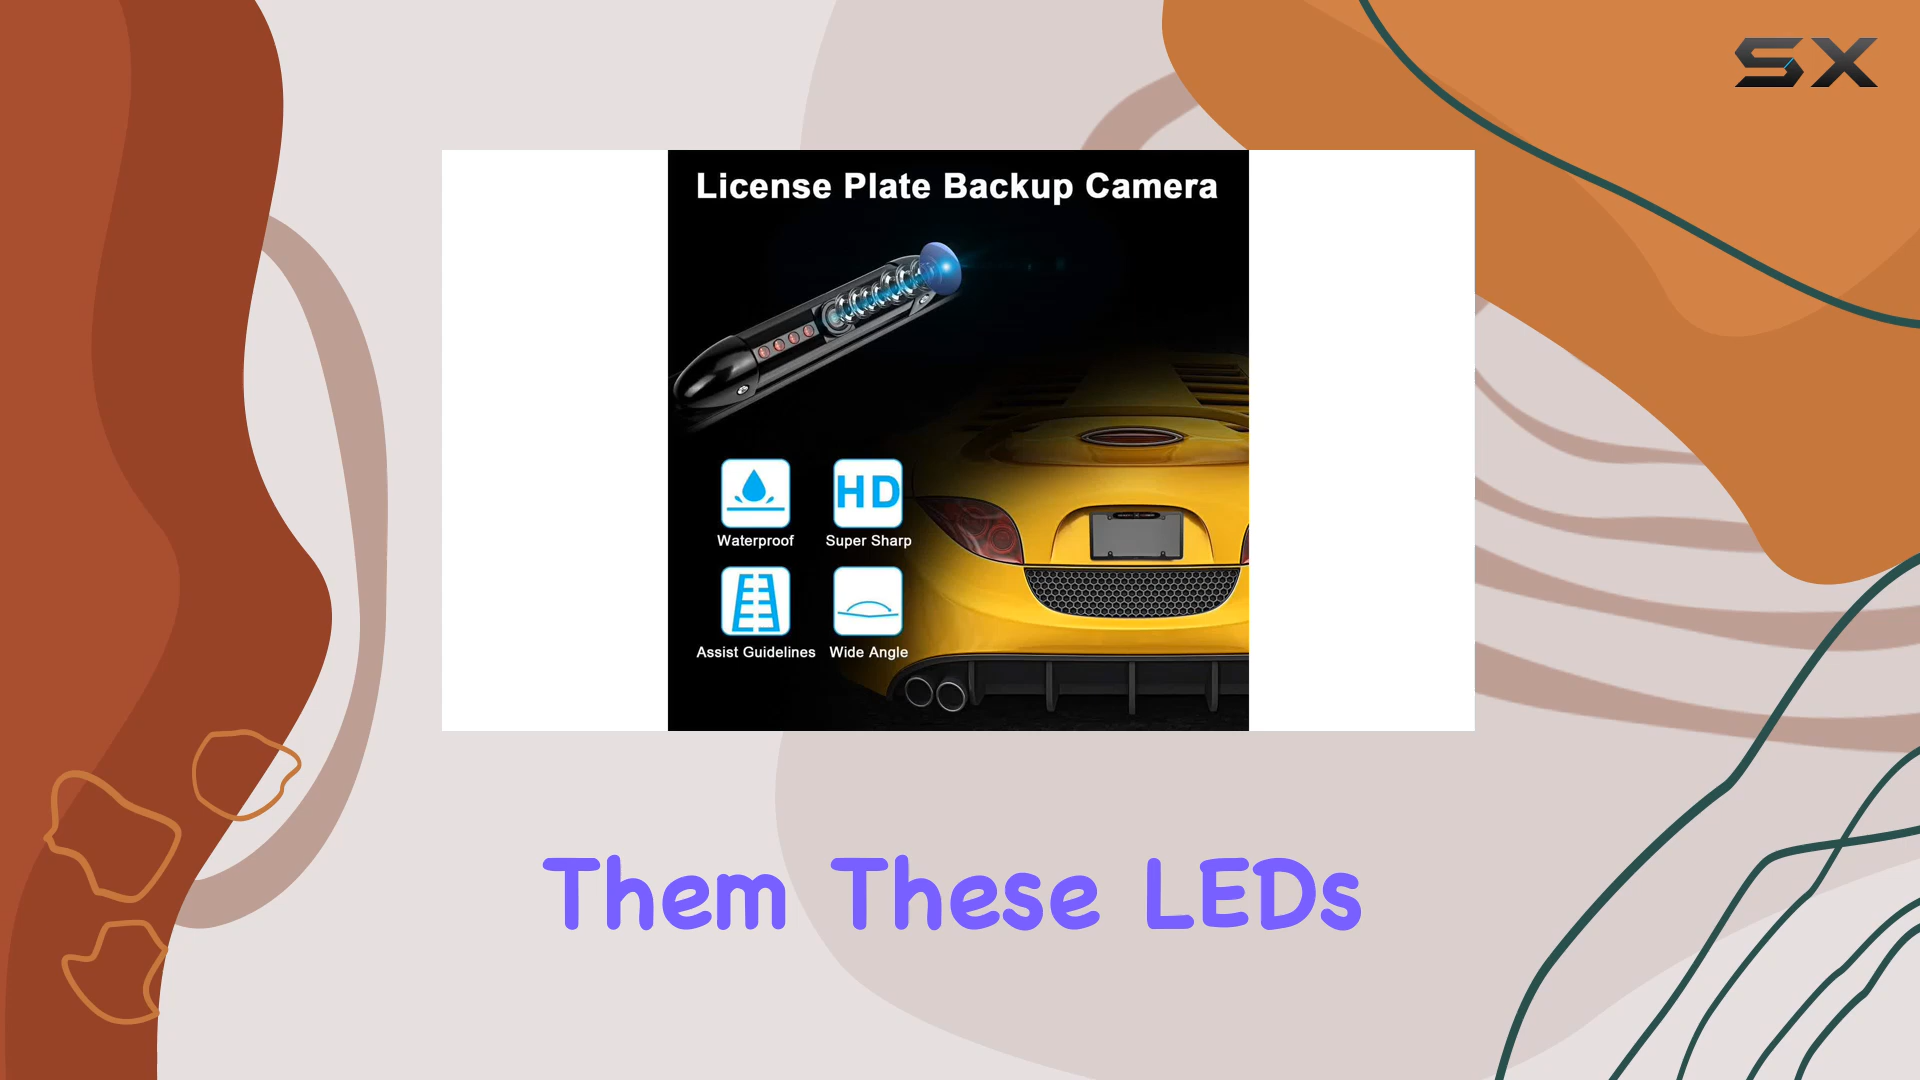 SX
License Plate Backup Camera
HD
Waterproof
Super Sharp
Assist Guidelines
Wide Angle
Them These LEDs